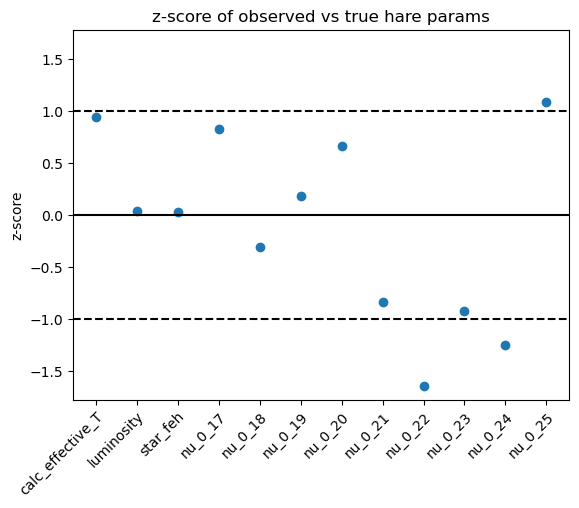 z-score of observed vs true hare params
z-score
1.5
1.0
0.5
0.0
−0.5
−1.0
−1.5
calc_effective_T
luminosity
star_feh
nu_0_17
nu_0_18
nu_0_19
nu_0_20
nu_0_21
nu_0_22
nu_0_23
nu_0_24
nu_0_25